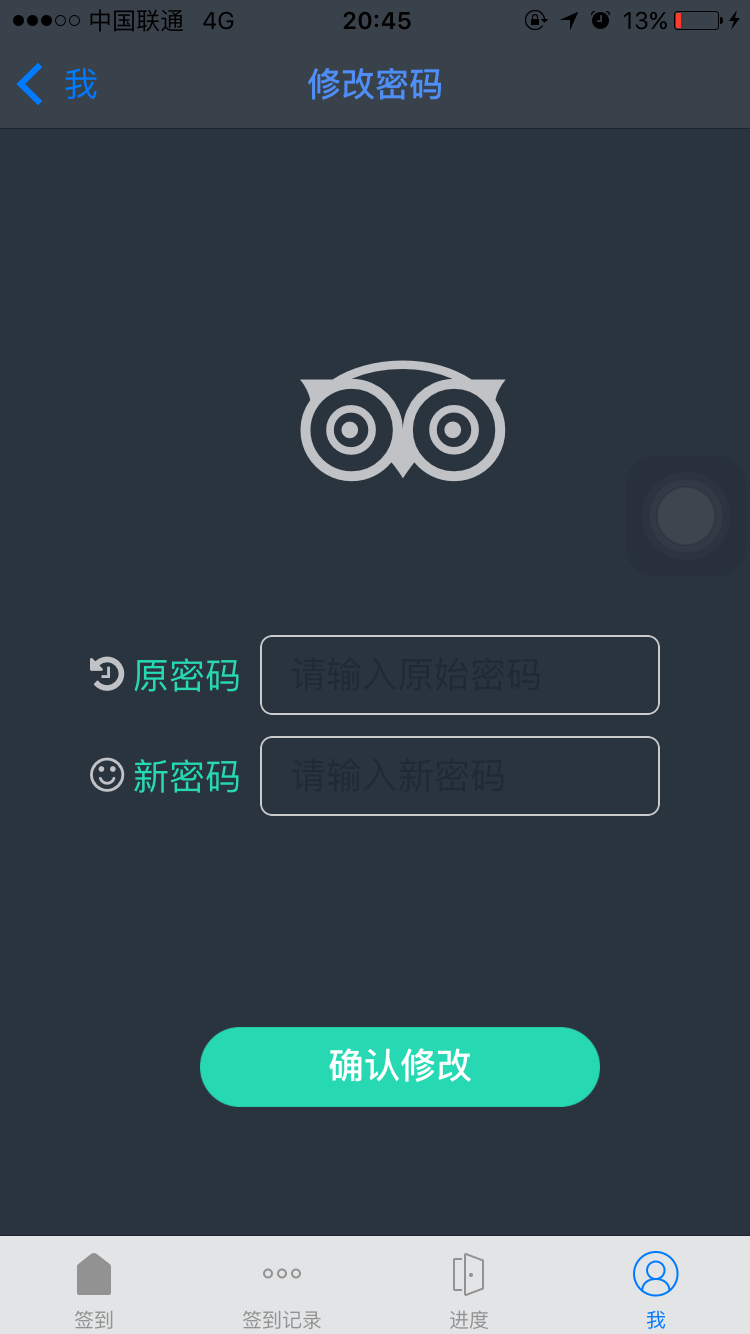 中国联通 4G 20:45 13%
我 修改密码
原密码 请输入原始密码
新密码 请输入新密码
确认修改
签到 签到记录 进度 我